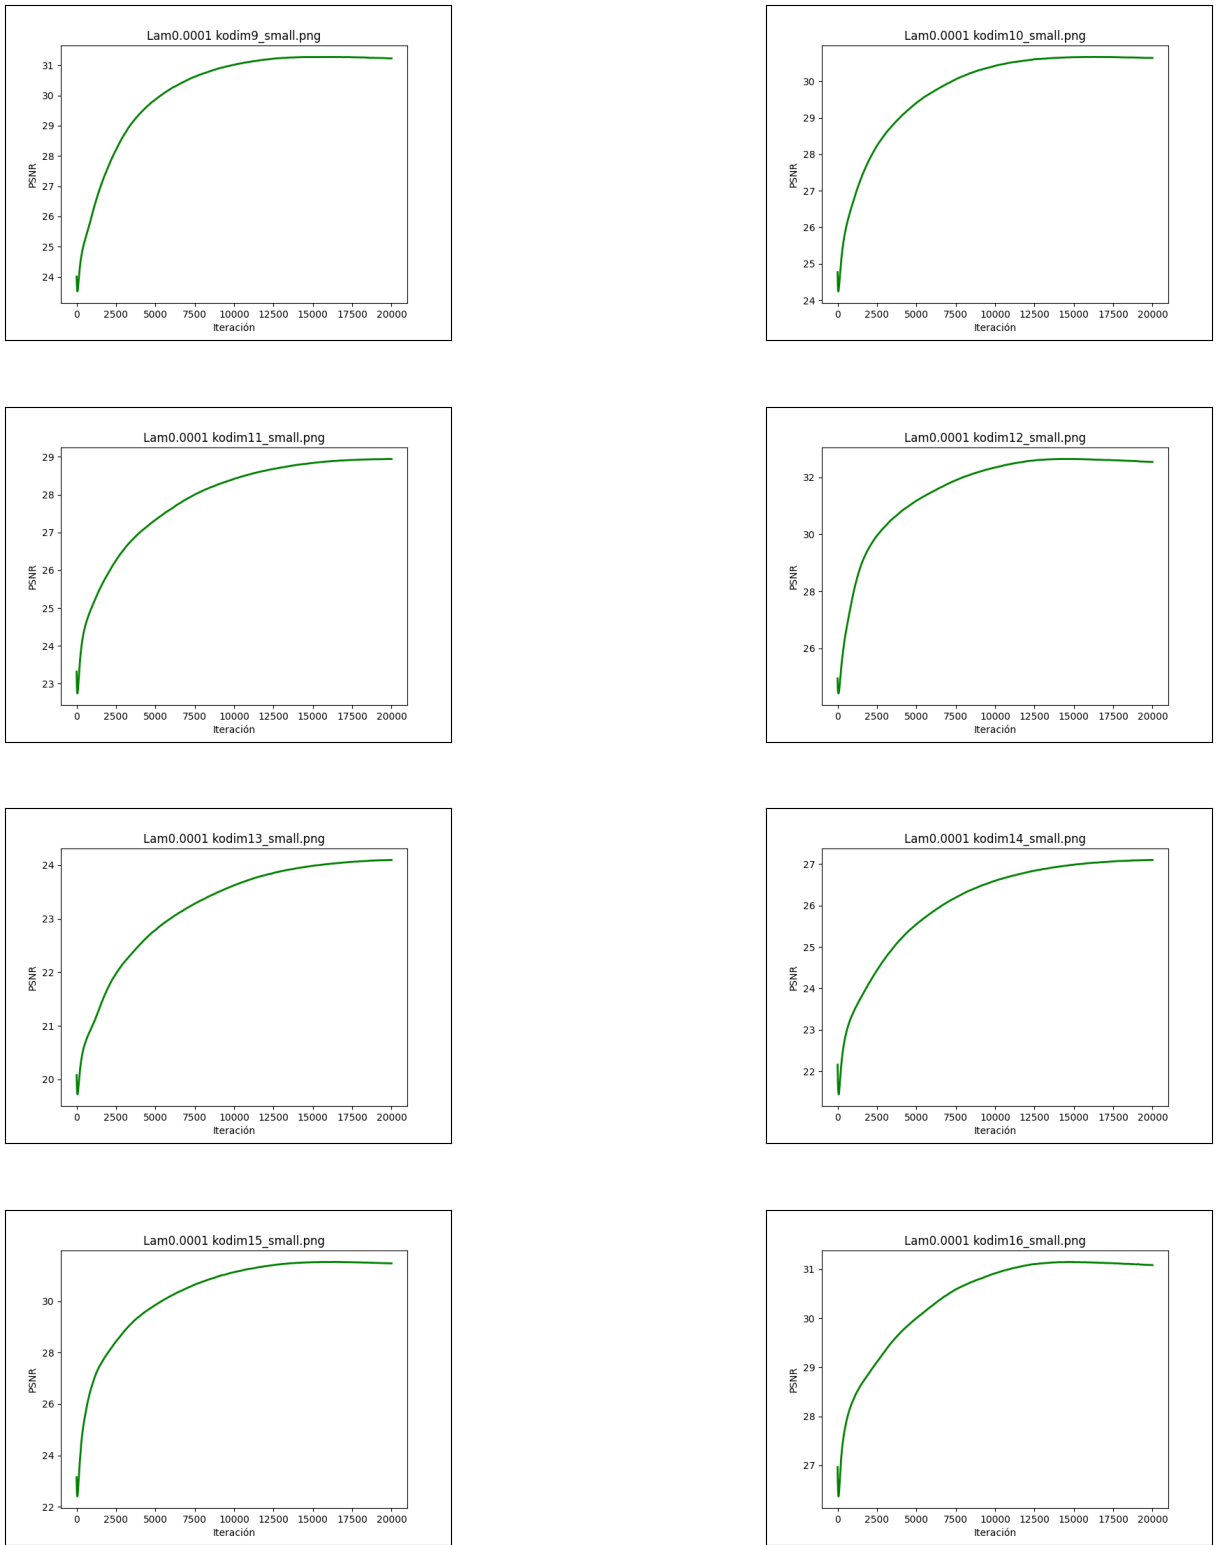 Lam0.0001 kodim9_small.png
31
30
29
28
27
26
25
24
PSNR
0 2500 5000 7500 10000 12500 15000 17500 20000
Iteración
Lam0.0001 kodim10_small.png
30
29
28
27
26
25
24
PSNR
0 2500 5000 7500 10000 12500 15000 17500 20000
Iteración
Lam0.0001 kodim11_small.png
29
28
27
26
25
24
23
PSNR
0 2500 5000 7500 10000 12500 15000 17500 20000
Iteración
Lam0.0001 kodim12_small.png
32
30
28
26
PSNR
0 2500 5000 7500 10000 12500 15000 17500 20000
Iteración
Lam0.0001 kodim13_small.png
24
23
22
21
20
PSNR
0 2500 5000 7500 10000 12500 15000 17500 20000
Iteración
Lam0.0001 kodim14_small.png
27
26
25
24
23
22
PSNR
0 2500 5000 7500 10000 12500 15000 17500 20000
Iteración
Lam0.0001 kodim15_small.png
30
28
26
24
22
PSNR
0 2500 5000 7500 10000 12500 15000 17500 20000
Iteración
Lam0.0001 kodim16_small.png
31
30
29
28
27
PSNR
0 2500 5000 7500 10000 12500 15000 17500 20000
Iteración